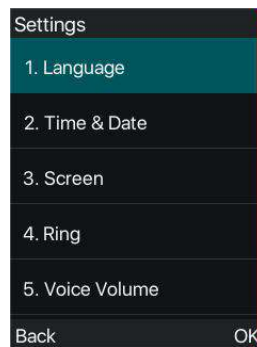 Settings
1. Language
2. Time & Date
3. Screen
4. Ring
5. Voice Volume
Back OK